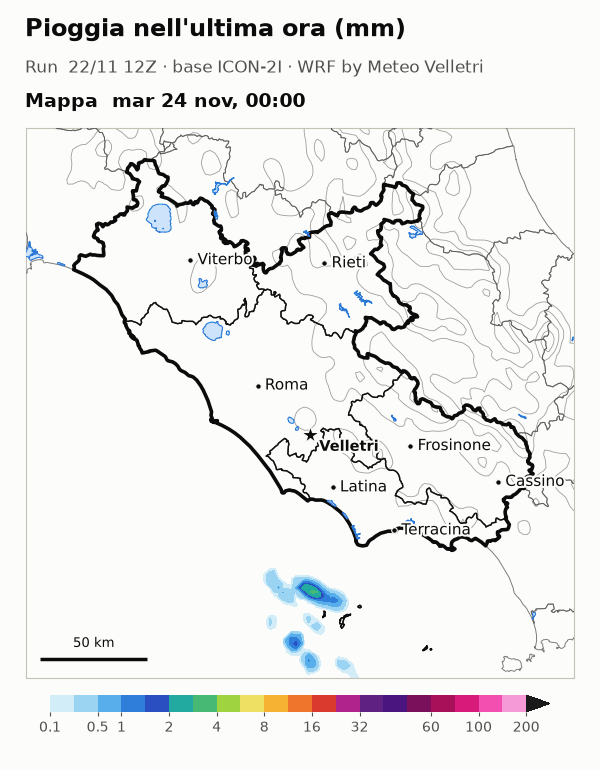 Pioggia nell'ultima ora (mm)
Run  22/11 12Z · base ICON-2I · WRF by Meteo Velletri
Mappa  mar 24 nov, 00:00
Viterbo
Rieti
Roma
Velletri
Frosinone
Latina
Cassino
Terracina
50 km
0.1 0.5 1 2 4 8 16 32 60 100 200